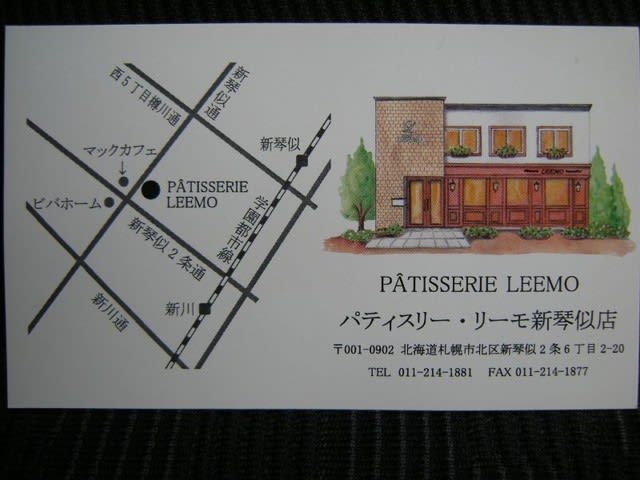 西5丁目樽川通
新琴似通
マックカフェ
↓
新琴似
PÂTISSERIE
LEEMO
ビバホーム
学園都市線
新琴似2条通
新川
新川通
LEEMO
PÂTISSERIE LEEMO
パティスリー・リーモ新琴似店
〒001-0902 北海道札幌市北区新琴似2条6丁目2-20
TEL 011-214-1881 FAX 011-214-1877